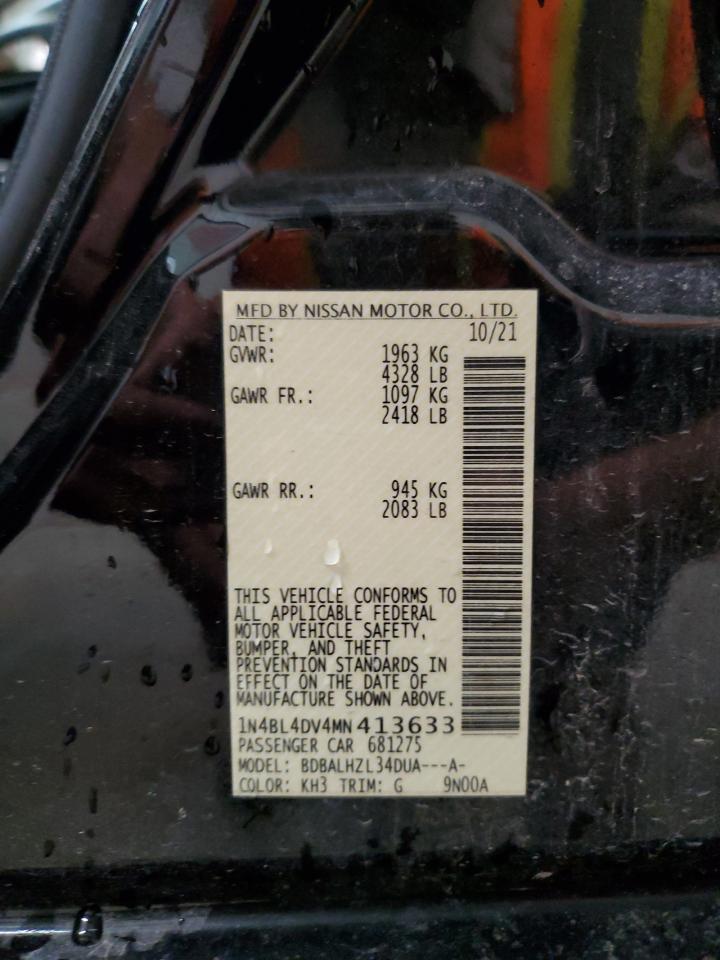 MFD BY NISSAN MOTOR CO., LTD.
DATE: 10/21
GVWR: 1963 KG
4328 LB
GAWR FR.: 1097 KG
2418 LB
GAWR RR.: 945 KG
2083 LB
THIS VEHICLE CONFORMS TO
ALL APPLICABLE FEDERAL
MOTOR VEHICLE SAFETY,
BUMPER, AND THEFT
PREVENTION STANDARDS IN
EFFECT ON THE DATE OF
MANUFACTURE SHOWN ABOVE.
1N4BL4DV4MN413633
PASSENGER CAR 681275
MODEL: BDBALHZL34DUA---A-
COLOR: KH3 TRIM: G 9N00A